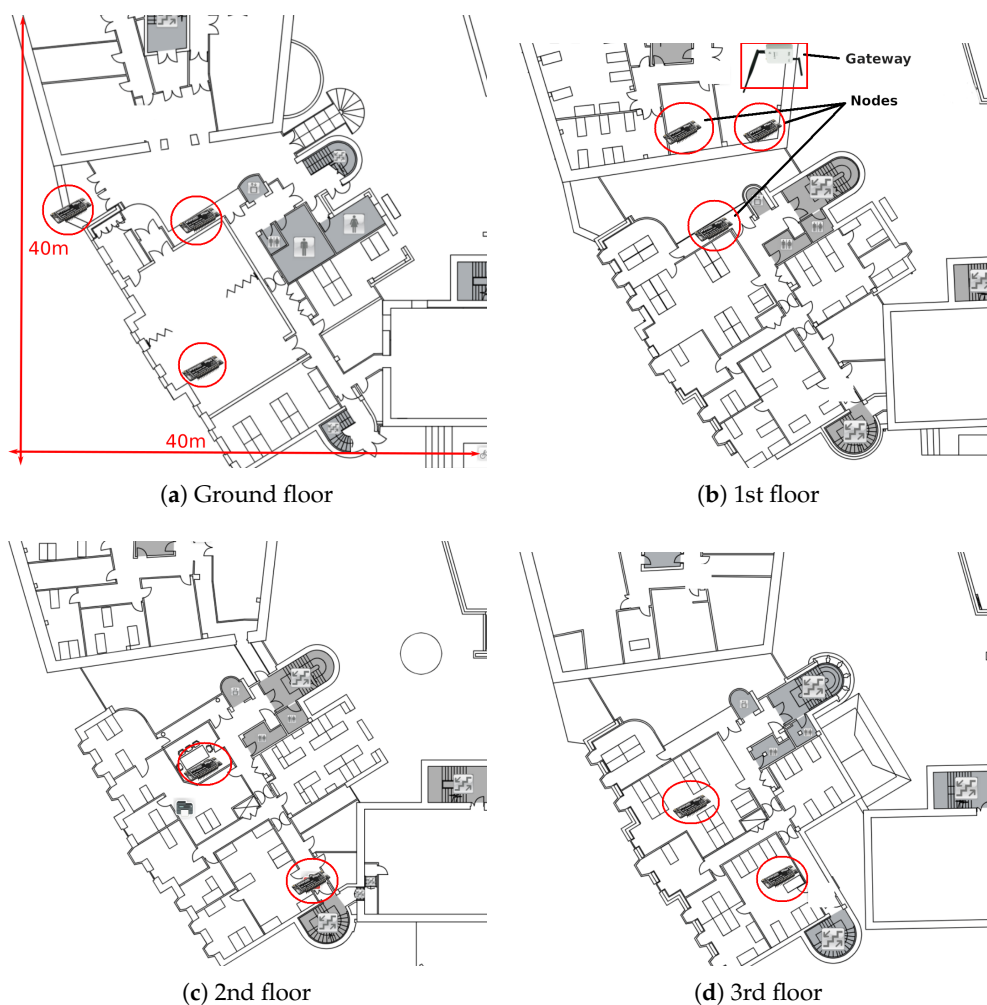 40m
40m
(a) Ground floor
Gateway
Nodes
(b) 1st floor
(c) 2nd floor
(d) 3rd floor